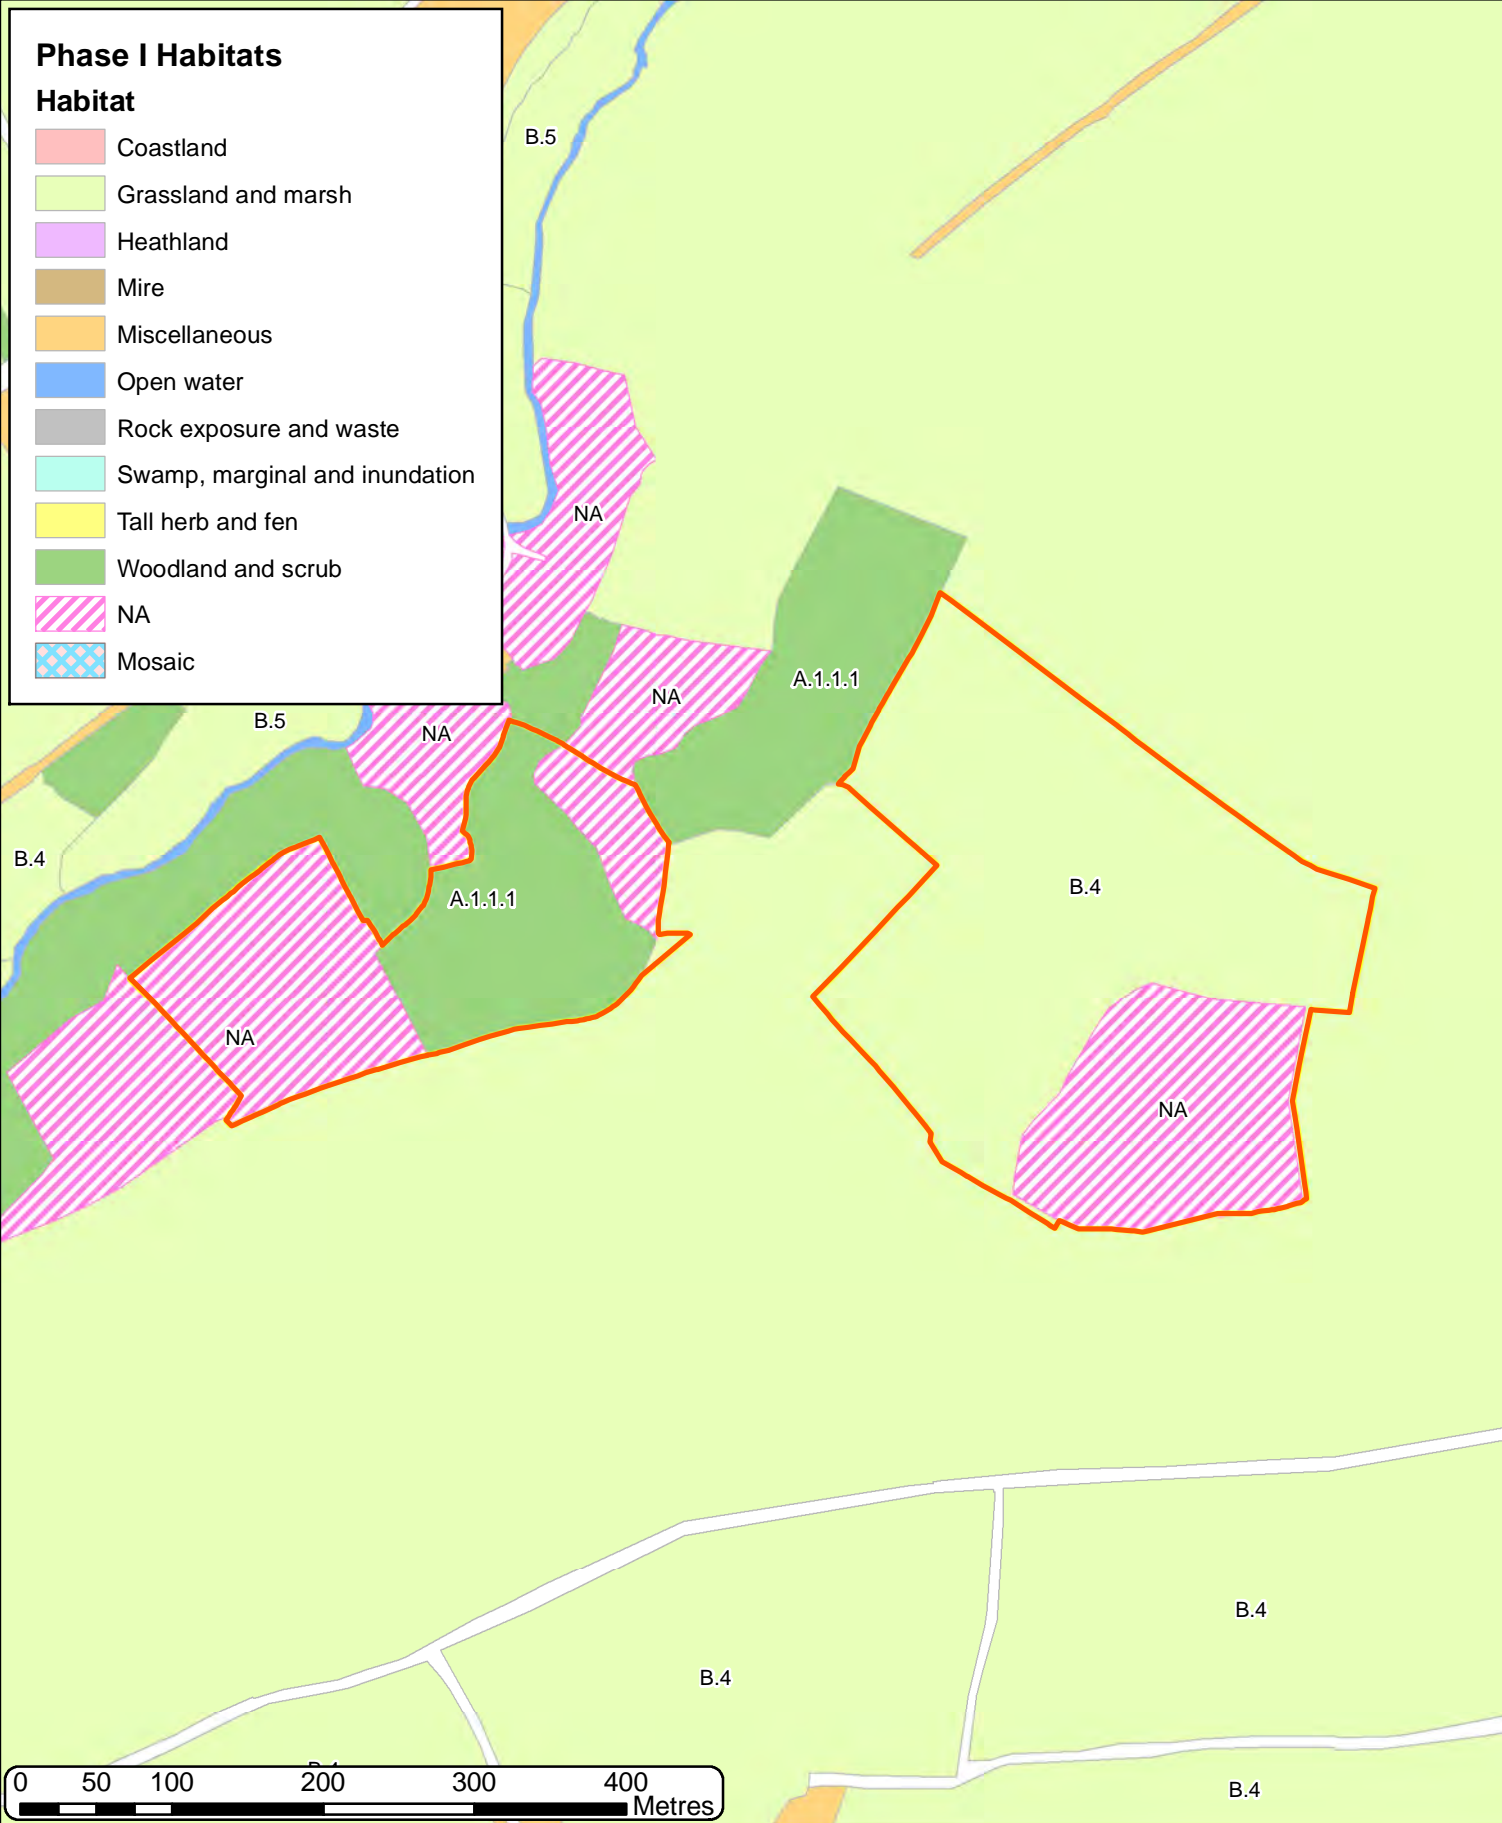 Phase I Habitats
Habitat
Coastland
Grassland and marsh
Heathland
Mire
Miscellaneous
Open water
Rock exposure and waste
Swamp, marginal and inundation
Tall herb and fen
Woodland and scrub
NA
Mosaic
B.5
NA
A.1.1.1
NA
B.5
NA
B.4
B.4
A.1.1.1
NA
NA
B.4
B.4
B.4
0 50 100 200 300 400
Metres